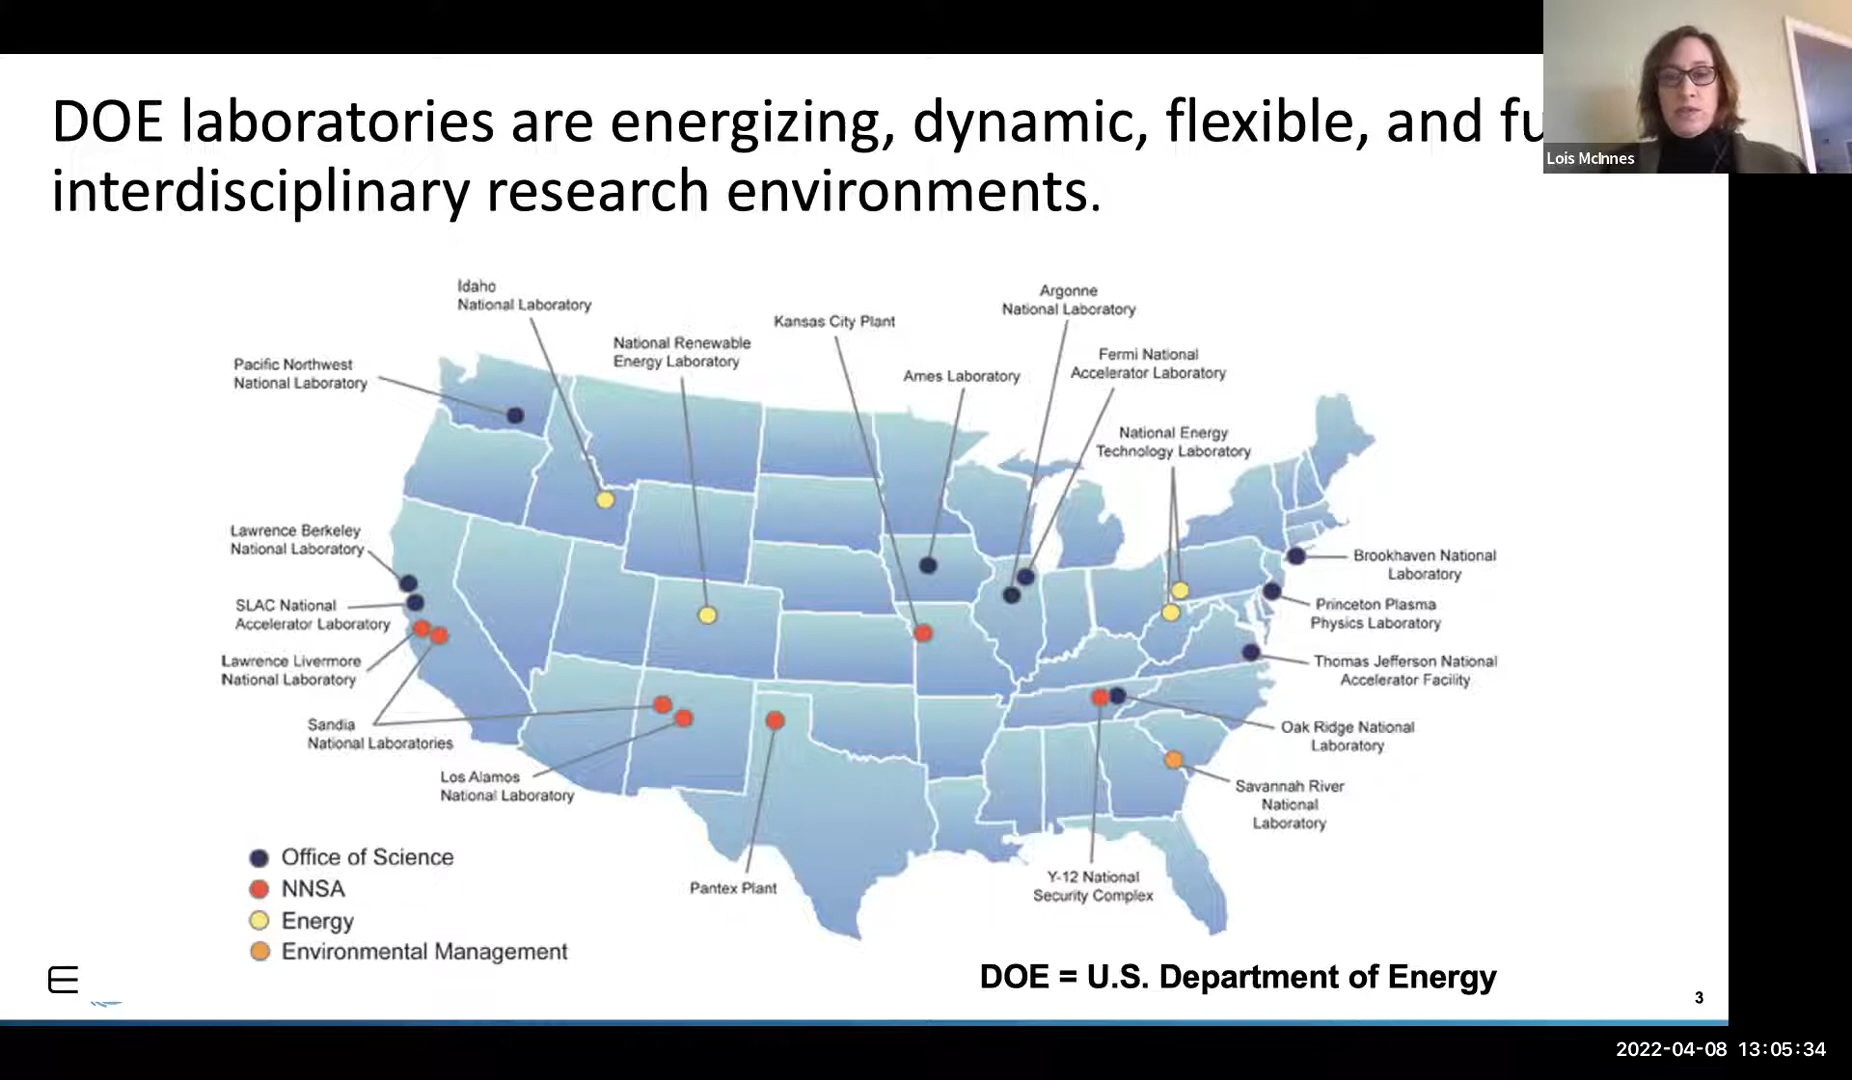 DOE laboratories are energizing, dynamic, flexible, and
interdisciplinary research environments.
Lois McInnes
Idaho
National Laboratory
Argonne
National Laboratory
Kansas City Plant
National Renewable
Energy Laboratory
Fermi National
Accelerator Laboratory
Pacific Northwest
National Laboratory
Ames Laboratory
National Energy
Technology Laboratory
Lawrence Berkeley
National Laboratory
Brookhaven National
Laboratory
SLAC National
Accelerator Laboratory
Princeton Plasma
Physics Laboratory
Lawrence Livermore
National Laboratory
Thomas Jefferson National
Accelerator Facility
Sandia
National Laboratories
Oak Ridge National
Laboratory
Los Alamos
National Laboratory
Savannah River
National
Laboratory
Pantex Plant
Y-12 National
Security Complex
Office of Science
NNSA
Energy
Environmental Management
DOE = U.S. Department of Energy
3
2022-04-08 13:05:34